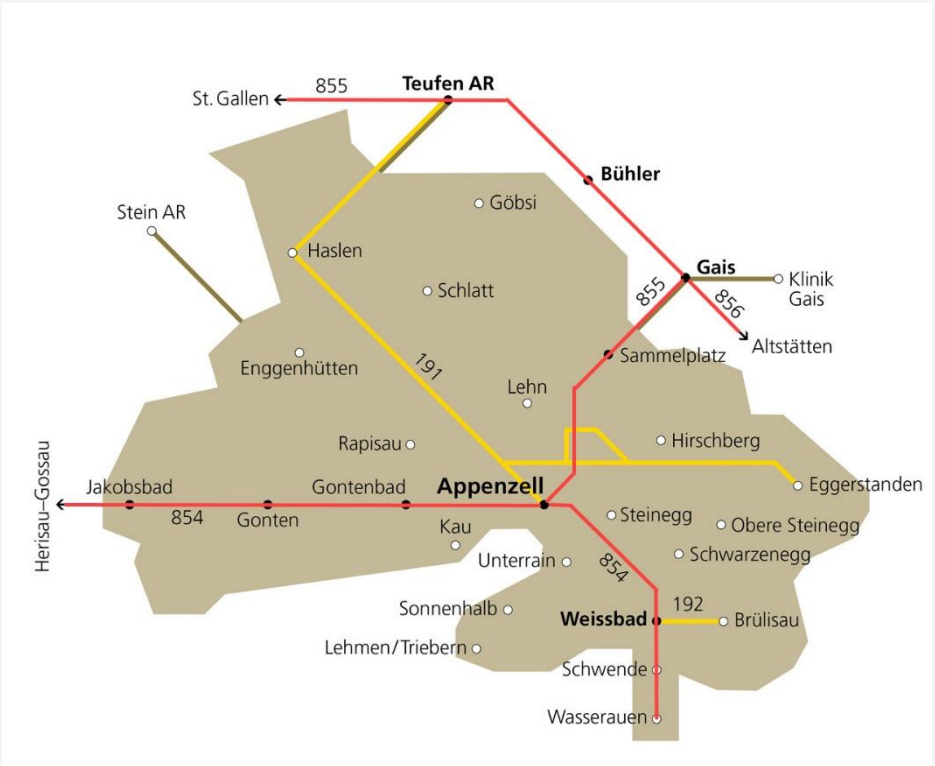 855
Teufen AR
St. Gallen
Bühler
Göbsi
Stein AR
Haslen
Gais
Klinik
Gais
855
856
Schlatt
Altstätten
Sammelplatz
Enggenhütten
191
Lehn
Rapisau
Hirschberg
Herisau–Gossau
Jakobsbad
Gontenbad
Appenzell
Eggerstanden
854
Gonten
Steinegg
Obere Steinegg
Kau
Schwarzenegg
Unterrain
854
Sonnenhalb
192
Weissbad
Brülisau
Lehmen/Triebern
Schwende
Wasserauen